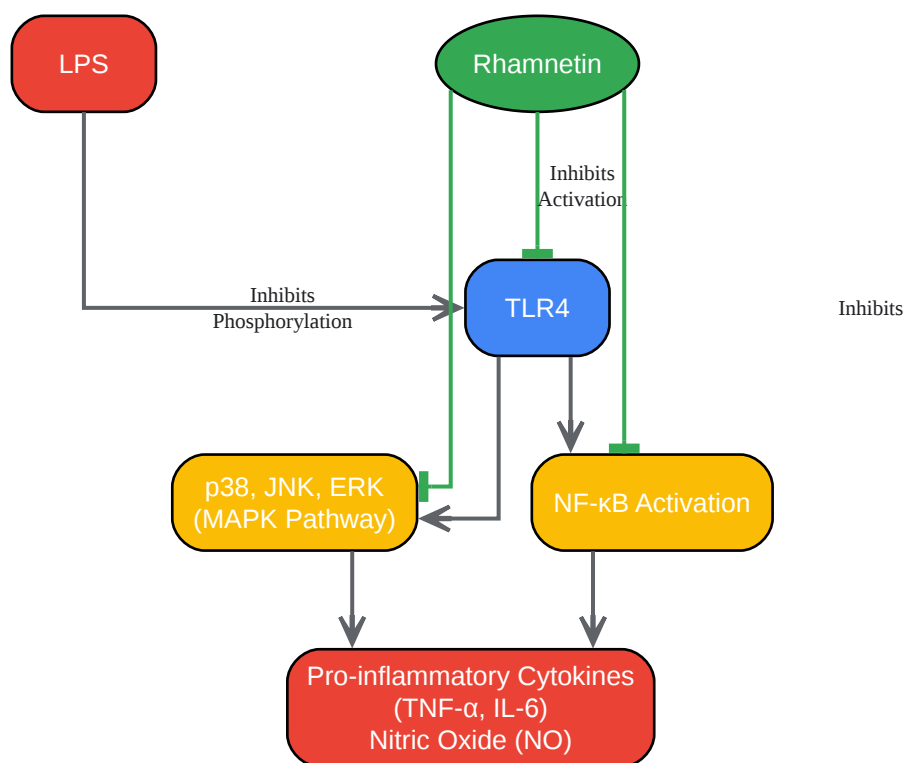 LPS
Rhamnetin
Inhibits
Activation
Inhibits
Phosphorylation
TLR4
Inhibits
p38, JNK, ERK
(MAPK Pathway)
NF-κB Activation
Pro-inflammatory Cytokines
(TNF-α, IL-6)
Nitric Oxide (NO)